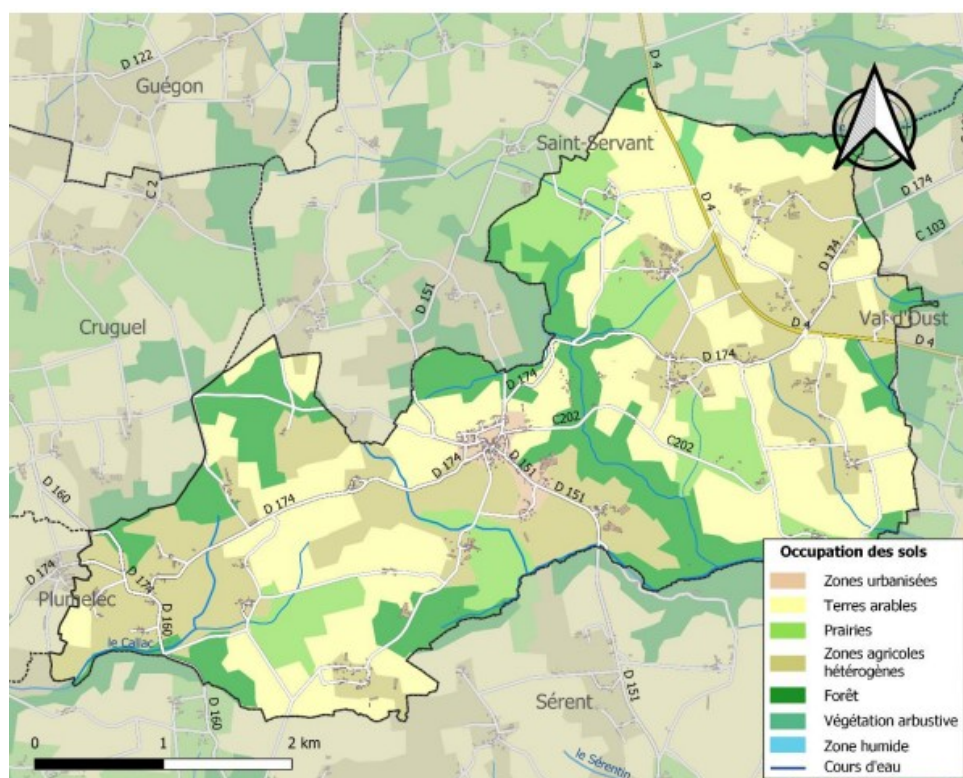 D 4
D 122
Guégon
Saint-Servant
C 2
D 174
D 4
C 103
D 174
D 151
Cruguel
Val d'Oust
D 4
D 4
D 174
D 174
C202
C202
D 174
D 151
D 151
D 160
D 174
D 174
D 174
Plumelec
D 160
le Callac
Sérent
D 151
D 160
le Sérentin
0 1 2 km
Occupation des sols
Zones urbanisées
Terres arables
Prairies
Zones agricoles
hétérogènes
Forêt
Végétation arbustive
Zone humide
Cours d'eau